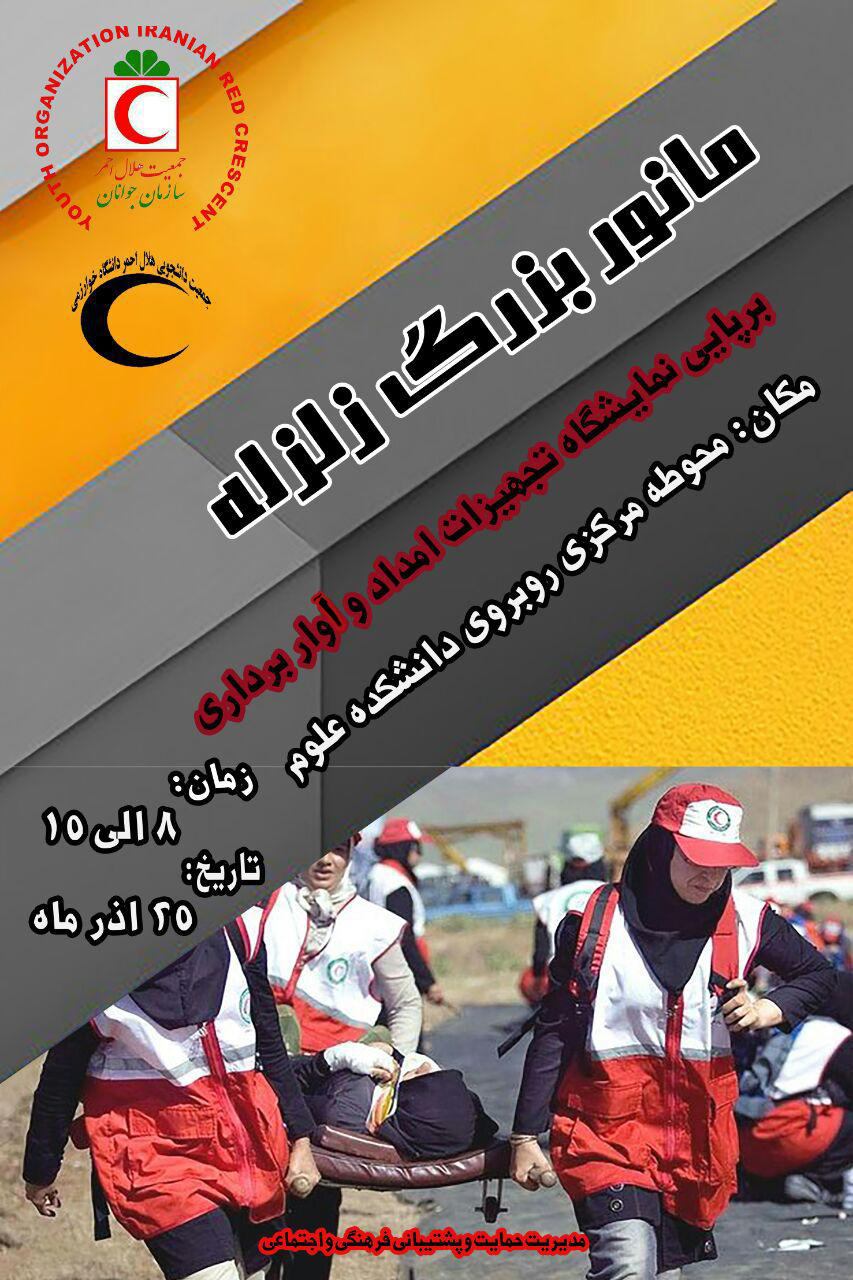 YOUTH ORGANIZATION IRANIAN RED CRESCENT
جمعیت هلال احمر
سازمان جوانان
جمعیت دانشجویی هلال احمر دانشگاه خوارزمی
مانور بزرگ زلزله
برپایی نمایشگاه تجهیزات امداد و آوار برداری
مکان: محوطه مرکزی روبروی دانشکده علوم
زمان:
۸ الی ۱۵
تاریخ:
۲۵ اذر ماه
مدیریت حمایت و پشتیبانی فرهنگی و اجتماعی